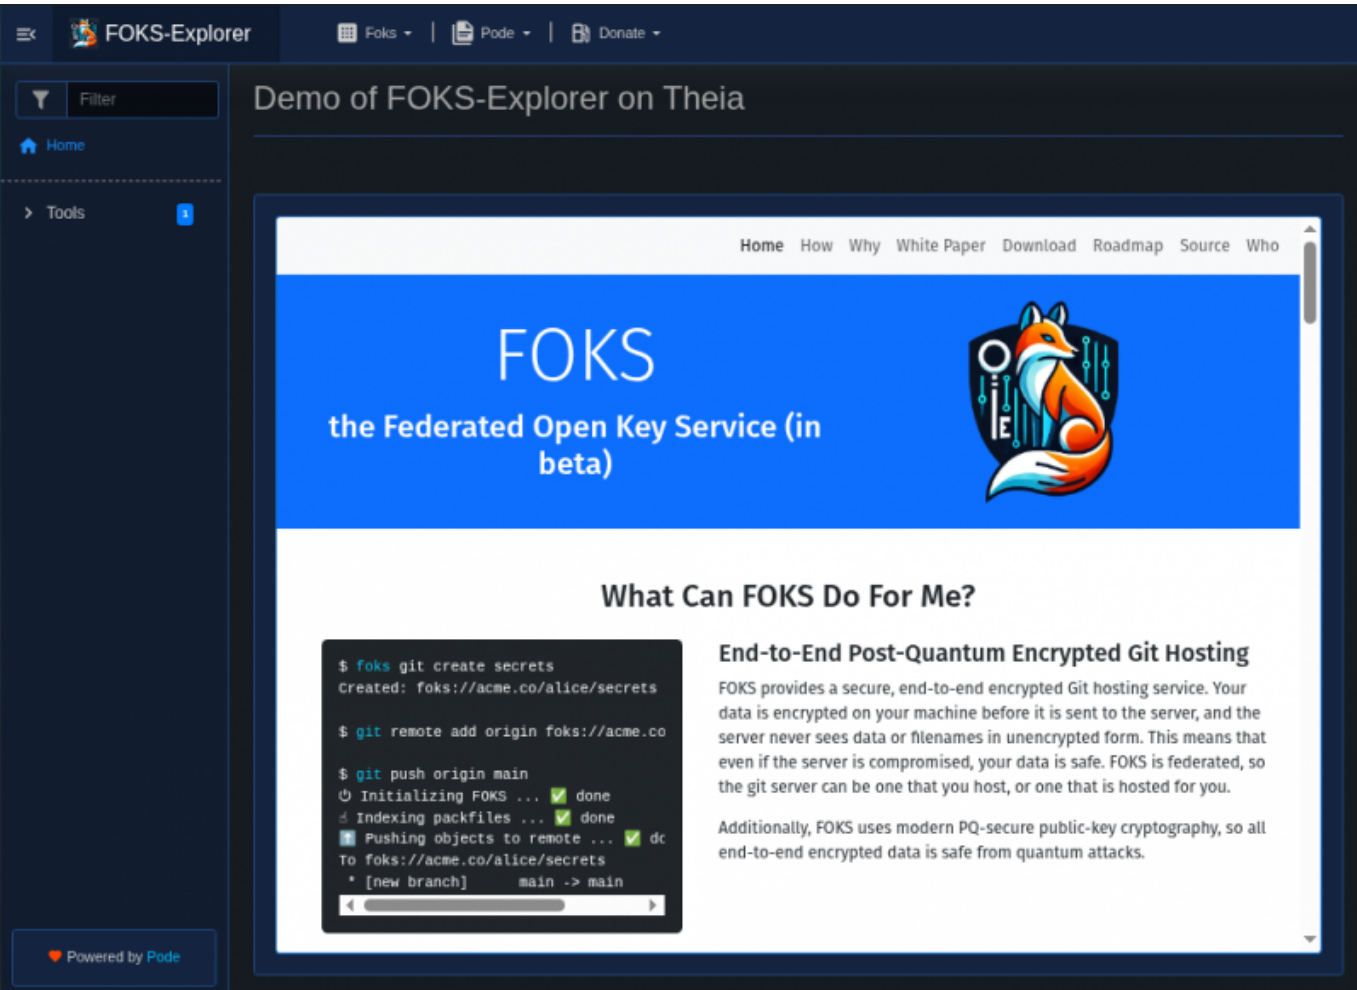 FOKS-Explorer
Foks
Pode
Donate
Filter
Home
Tools
1
Powered by Pode
Demo of FOKS-Explorer on Theia
Home How Why White Paper Download Roadmap Source Who
FOKS
the Federated Open Key Service (in
beta)
E
What Can FOKS Do For Me?
$ foks git create secrets
Created: foks://acme.co/alice/secrets
$ git remote add origin foks://acme.co
$ git push origin main
⏻ Initializing FOKS ... ✅ done
☝ Indexing packfiles ... ✅ done
⬆️ Pushing objects to remote ... ✅ dc
To foks://acme.co/alice/secrets
* [new branch] main -> main
End-to-End Post-Quantum Encrypted Git Hosting
FOKS provides a secure, end-to-end encrypted Git hosting service. Your
data is encrypted on your machine before it is sent to the server, and the
server never sees data or filenames in unencrypted form. This means that
even if the server is compromised, your data is safe. FOKS is federated, so
the git server can be one that you host, or one that is hosted for you.
Additionally, FOKS uses modern PQ-secure public-key cryptography, so all
end-to-end encrypted data is safe from quantum attacks.